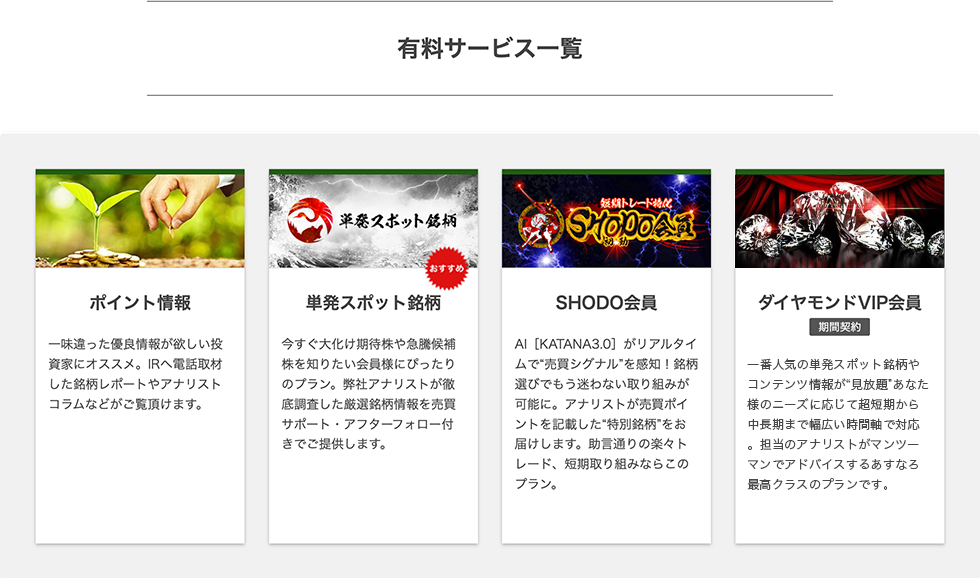 有料サービス一覧
単発スポット銘柄
おすすめ
短期トレード特化
SHODO会員
初動
ポイント情報
一味違った優良情報が欲しい投
資家にオススメ。IRへ電話取材
した銘柄レポートやアナリスト
コラムなどがご覧頂けます。
単発スポット銘柄
今すぐ大化け期待株や急騰候補
株を知りたい会員様にぴったり
のプラン。弊社アナリストが徹
底調査した厳選銘柄情報を売買
サポート・アフターフォロー付
きでご提供します。
SHODO会員
AI［KATANA3.0］がリアルタイ
ムで“売買シグナル”を感知！銘柄
選びでもう迷わない取り組みが
可能に。アナリストが売買ポイ
ントを記載した“特別銘柄”をお
届けします。助言通りの楽々ト
レード、短期取り組みならこの
プラン。
ダイヤモンドVIP会員
期間契約
一番人気の単発スポット銘柄や
コンテンツ情報が“見放題”あなた
様のニーズに応じて超短期から
中長期まで幅広い時間軸で対応
。担当のアナリストがマンツー
マンでアドバイスするあすなろ
最高クラスのプランです。